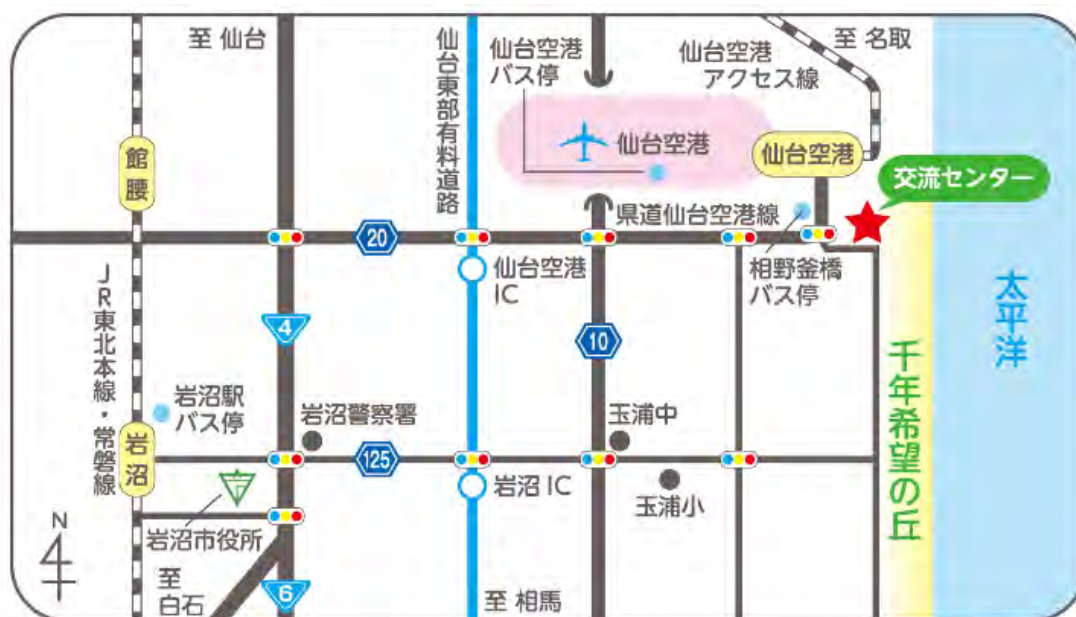 至 仙台
仙台東部有料道路
仙台空港
バス停
仙台空港
アクセス線
至 名取
館腰
仙台空港
仙台空港
交流センター
県道仙台空港線
20
仙台空港
IC
相野釜橋
バス停
太平洋
JR東北本線・常磐線
4
10
千年希望の丘
岩沼駅
バス停
岩沼警察署
玉浦中
岩沼
125
岩沼 IC
玉浦小
N
岩沼市役所
至
白石
6
至 相馬